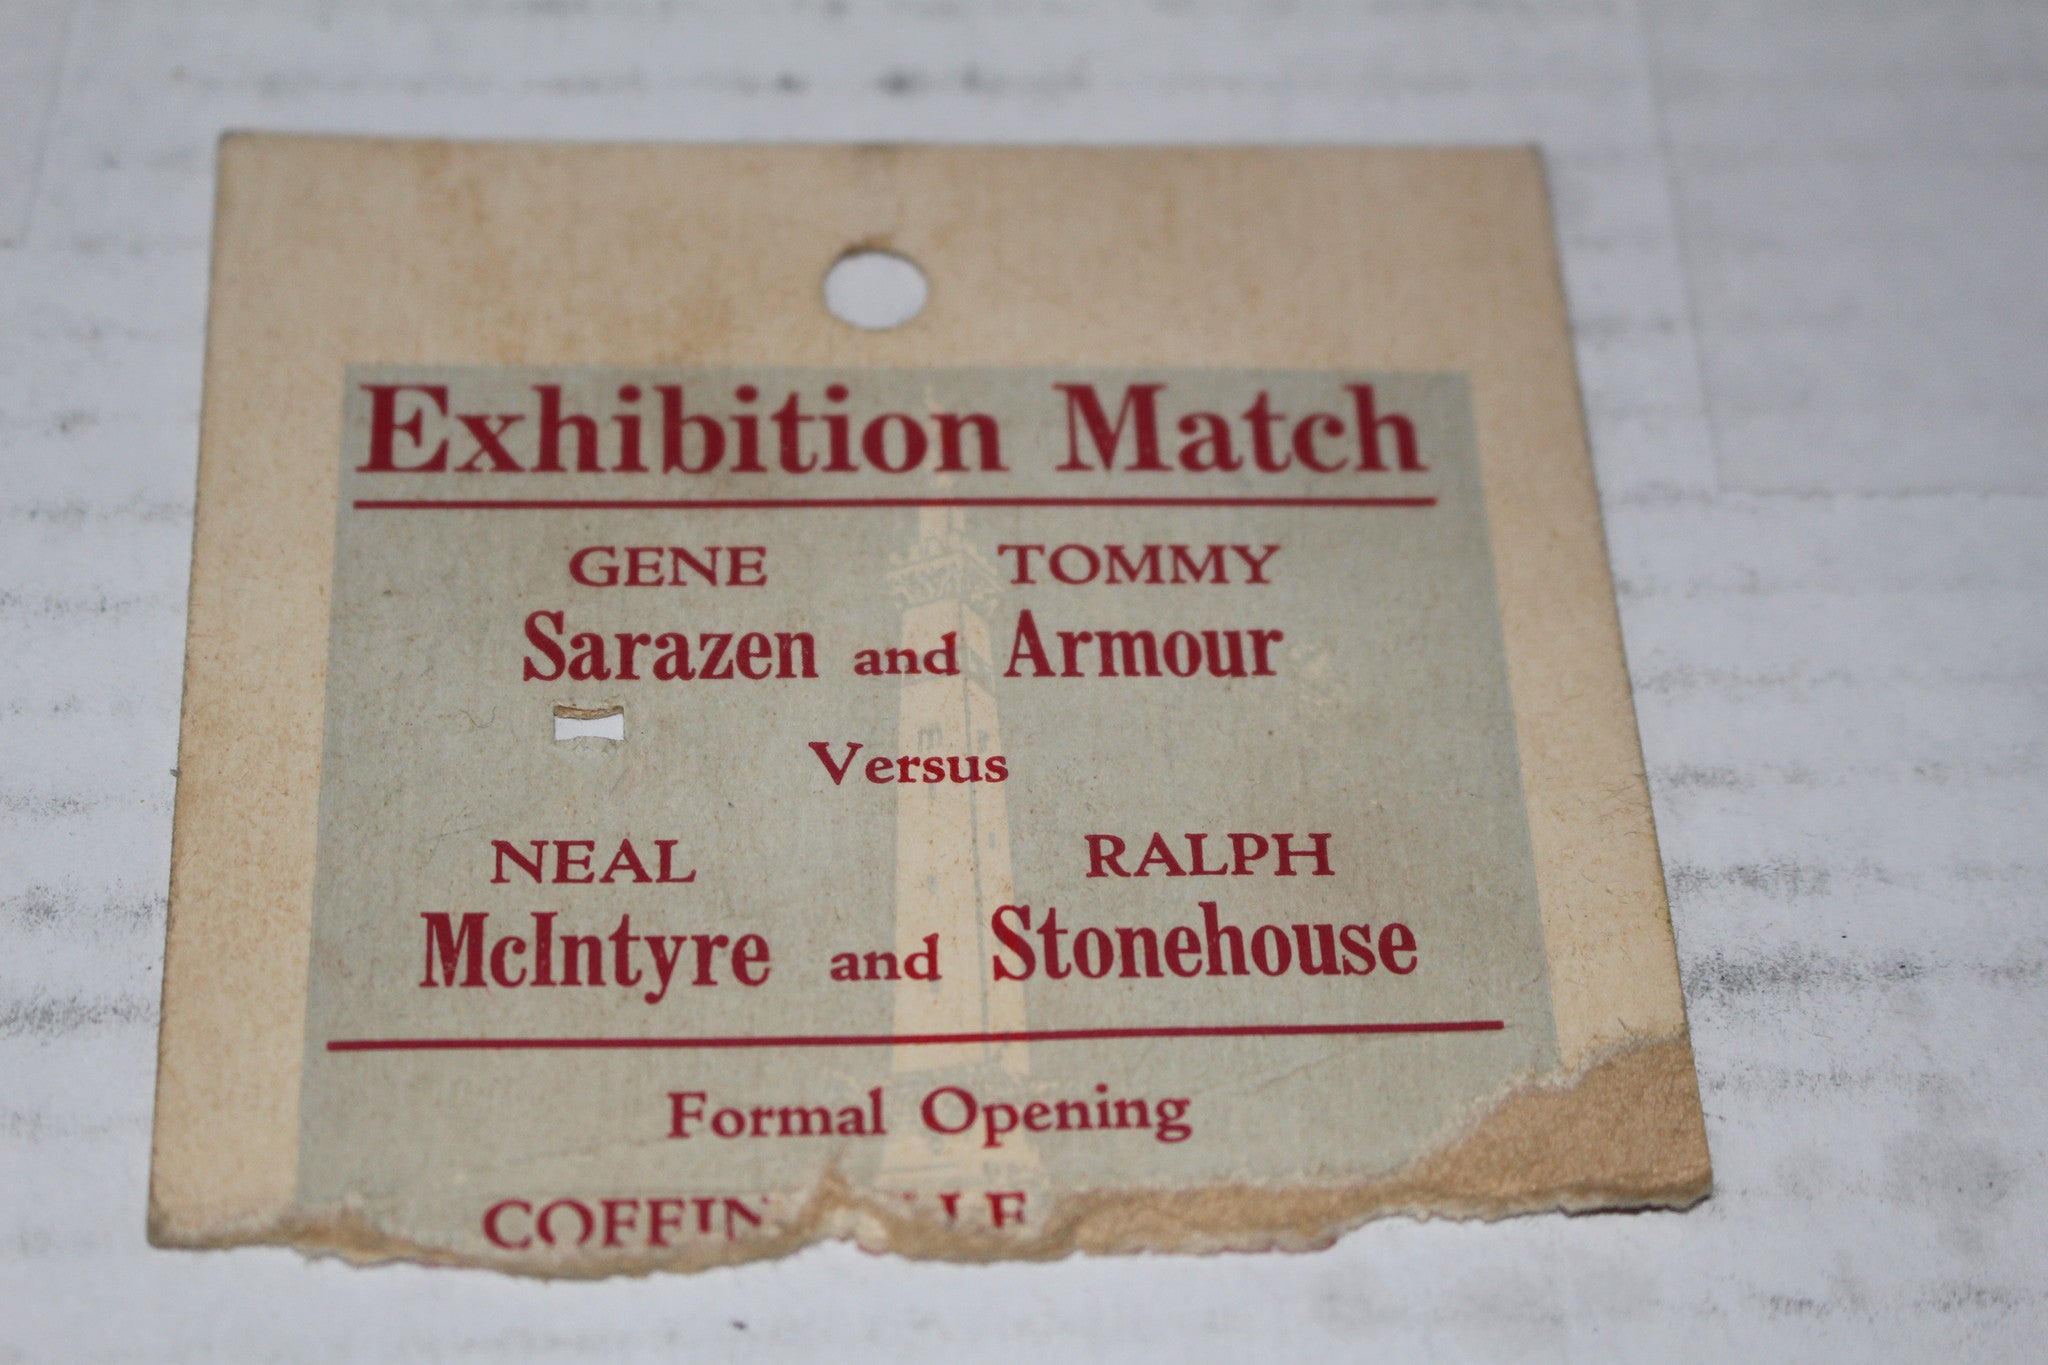 Exhibition Match
GENE TOMMY
Sarazen and Armour
Versus
NEAL RALPH
McIntyre and Stonehouse
Formal Opening